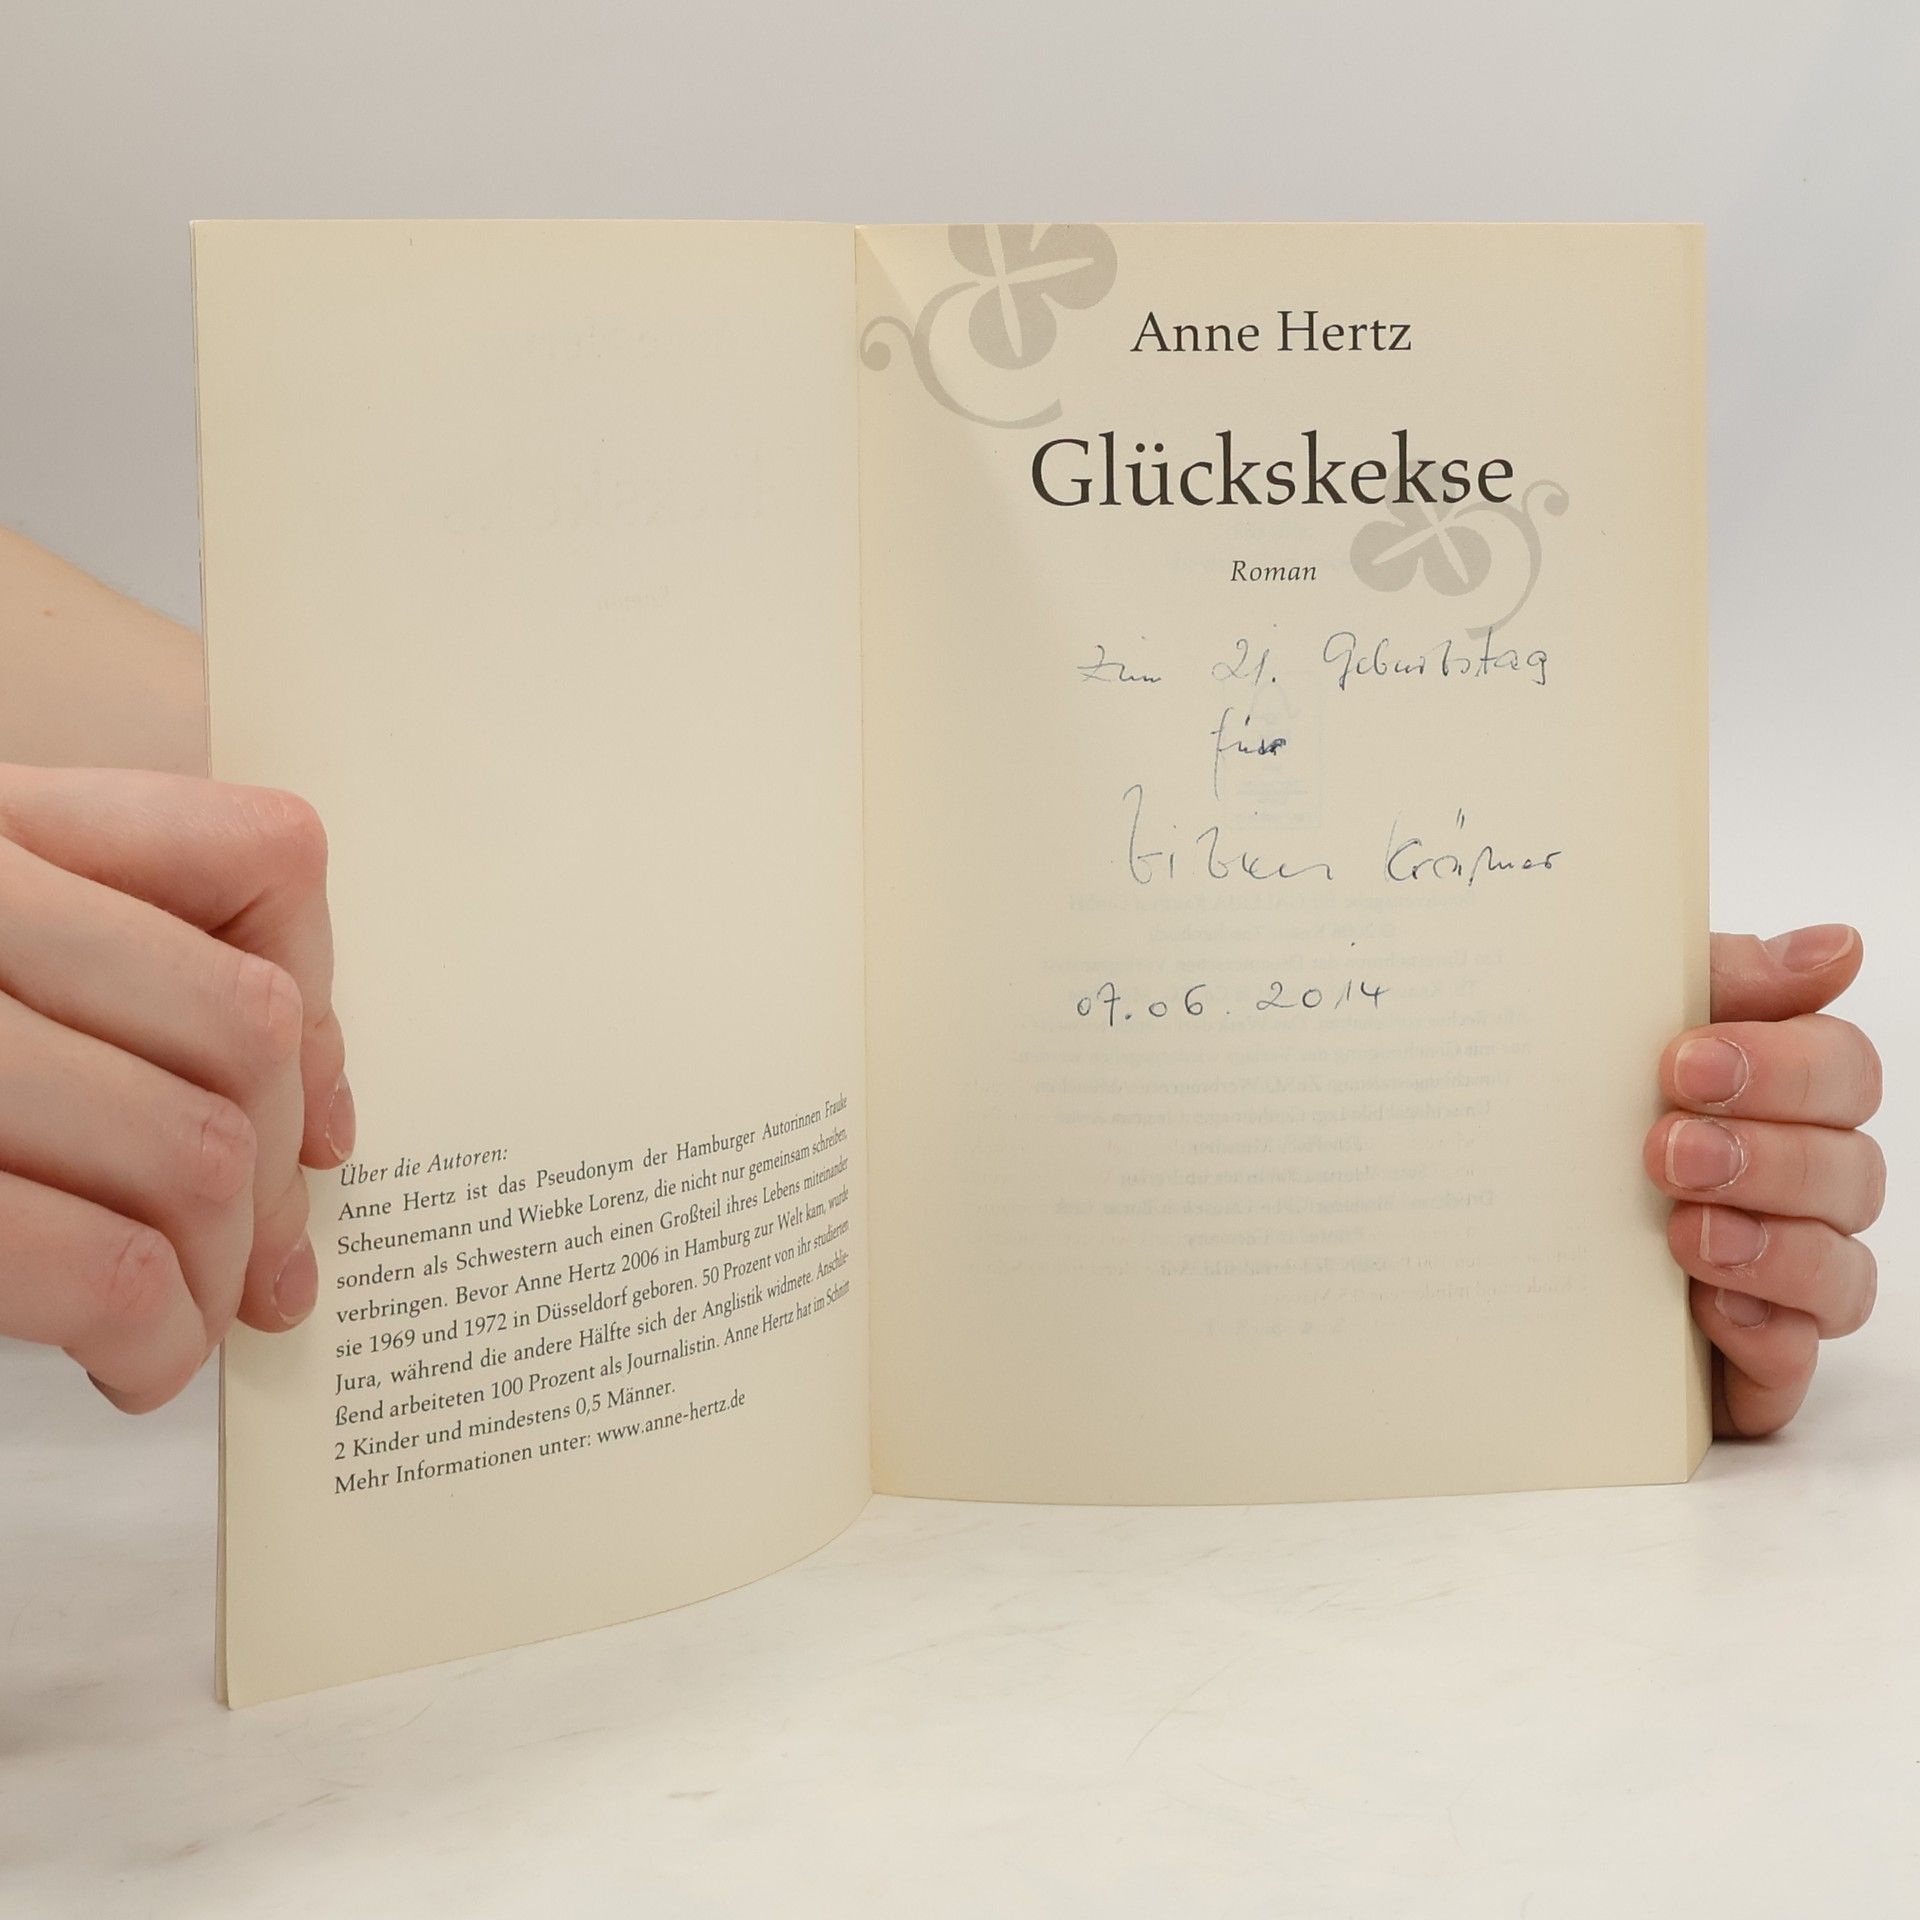 Über die Autoren:
Anne Hertz ist das Pseudonym der Hamburger Autorinnen Frauke
Scheunemann und Wiebke Lorenz, die nicht nur gemeinsam schreiben,
sondern als Schwestern auch einen Großteil ihres Lebens miteinander
verbringen. Bevor Anne Hertz 2006 in Hamburg zur Welt kam, wurde
sie 1969 und 1972 in Düsseldorf geboren. 50 Prozent von ihr studierten
Jura, während die andere Hälfte sich der Anglistik widmete. Anschlie-
ßend arbeiteten 100 Prozent als Journalistin. Anne Hertz hat im Schnitt
2 Kinder und mindestens 0,5 Männer.
Mehr Informationen unter: www.anne-hertz.de
Anne Hertz
Glückskekse
Roman
Zum 21. Geburtstag
für
Krämer
07.06.2014